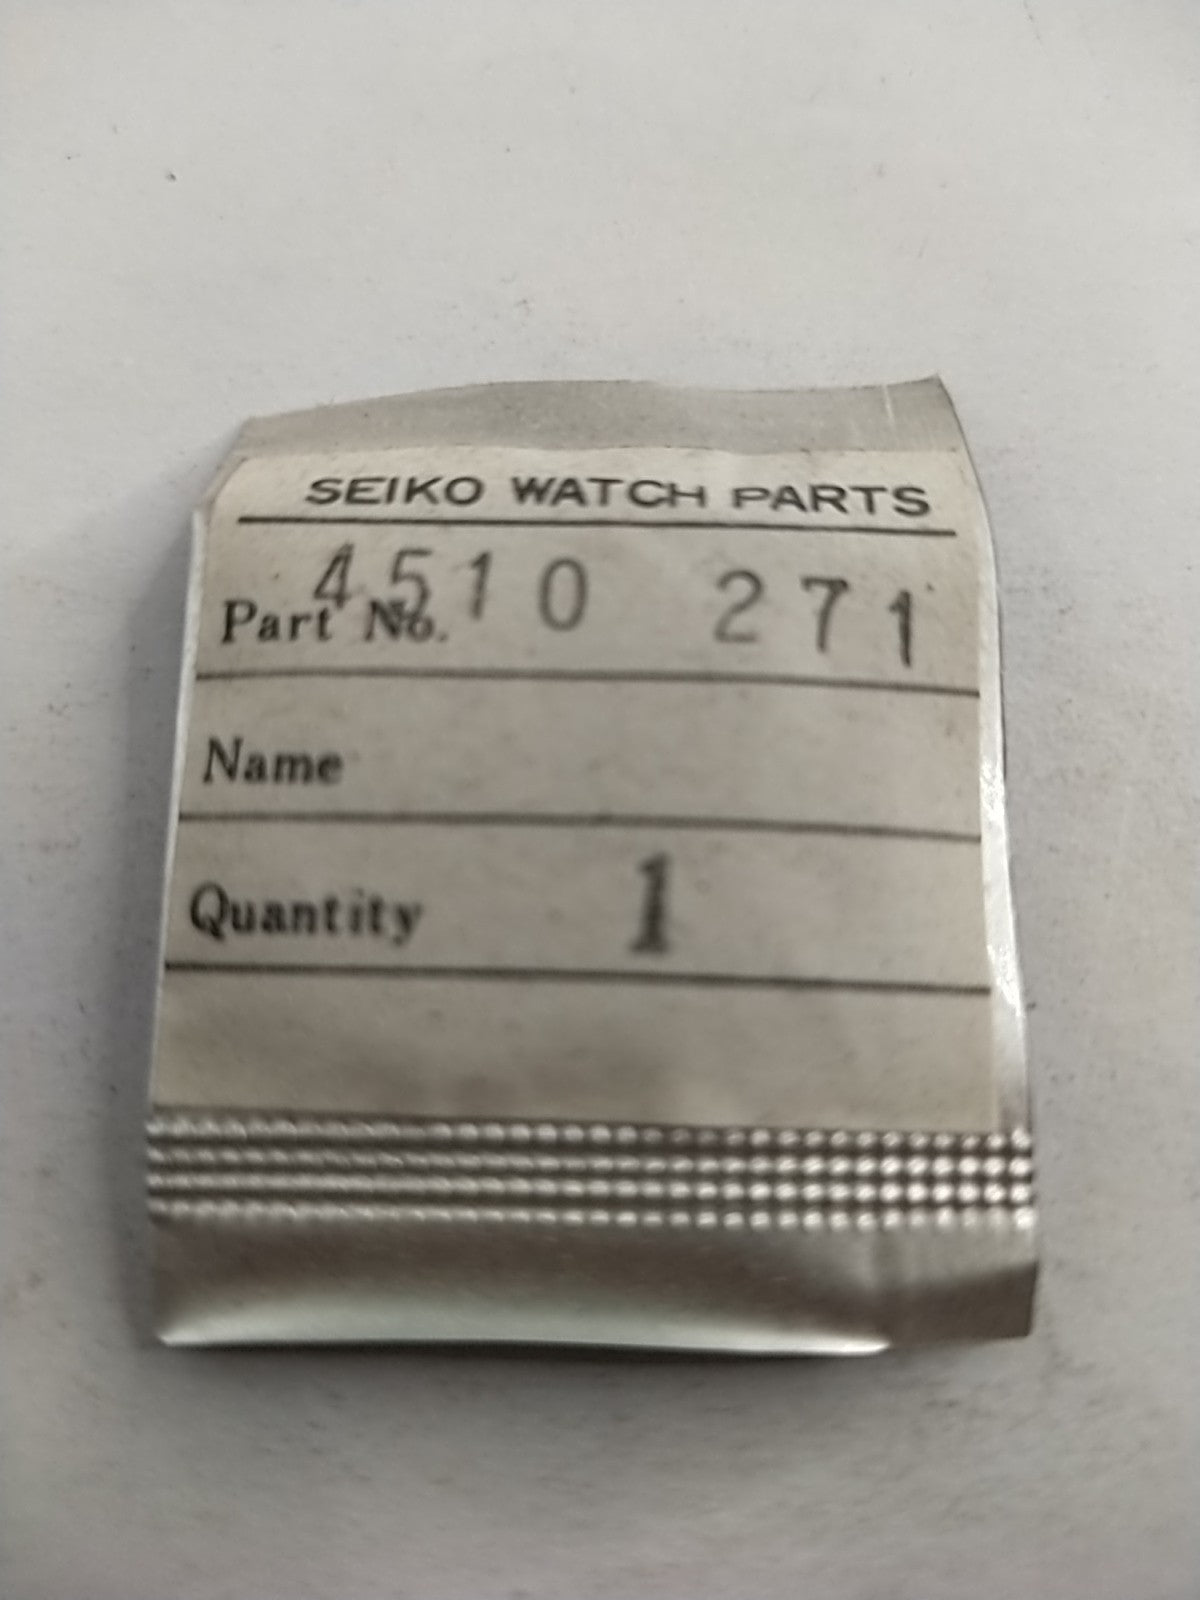 SEIKO WATCH PARTS
Part No. 4510 271
Name
Quantity 1